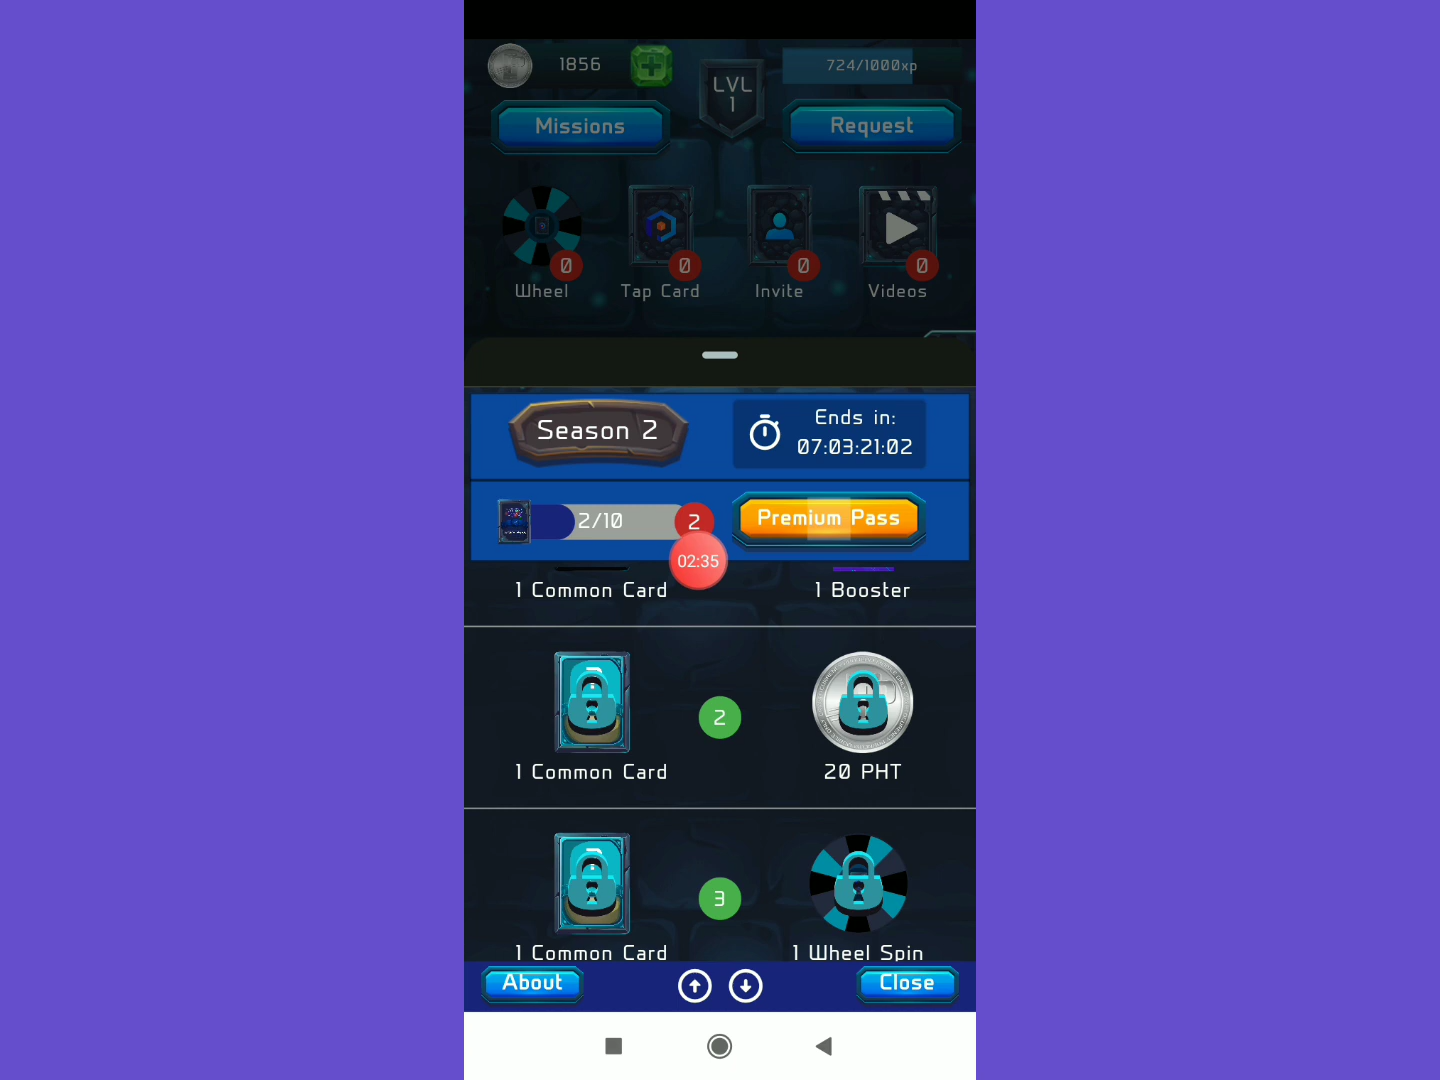 1856
LVL
1
724/1000xp
Missions
Request
0
0
0
0
Wheel
Tap Card
Invite
Videos
Season 2
Ends in:
07:03:21:02
2/10
2
Premium Pass
02:35
1 Common Card
1 Booster
2
1 Common Card
20 PHT
3
1 Common Card
1 Wheel Spin
About
Close